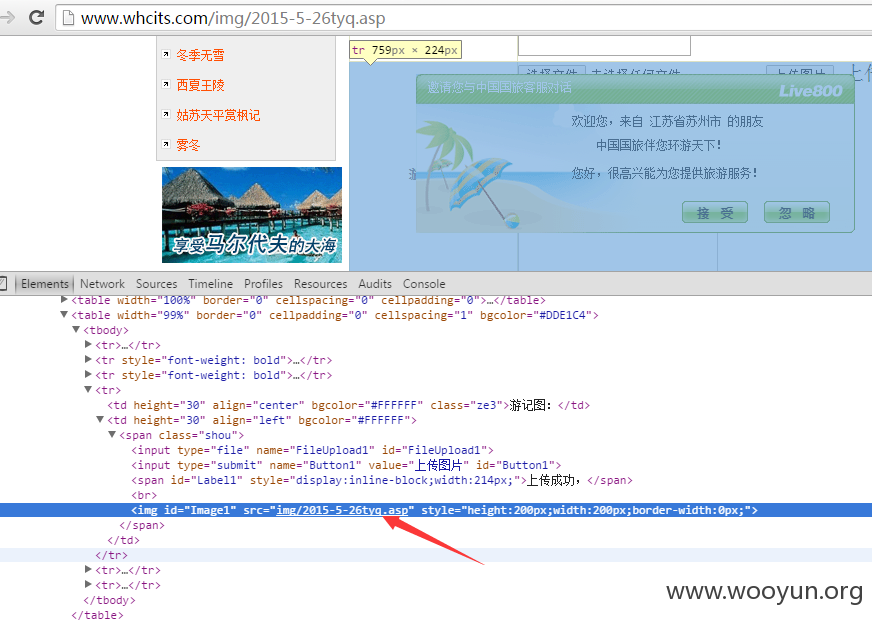 www.whcits.com/img/2015-5-26tyq.asp
冬季无雪
西夏王陵
姑苏天平赏枫记
雾冬
享受马尔代夫的大海
tr 759px × 224px
选择文件 未选择任何文件
上传图片
邀请您与中国国旅客服对话
Live800
欢迎您，来自 江苏省苏州市 的朋友
中国国旅伴您环游天下！
您好，很高兴能为您提供旅游服务！
接 受
忽 略
Elements Network Sources Timeline Profiles Resources Audits Console
<table width="100%" border="0" cellspacing="0" cellpadding="0">…</table>
<table width="99%" border="0" cellpadding="0" cellspacing="1" bgcolor="#DDE1C4">
<tbody>
<tr>…</tr>
<tr style="font-weight: bold">…</tr>
<tr style="font-weight: bold">…</tr>
<tr>
<td height="30" align="center" bgcolor="#FFFFFF" class="ze3">游记图：</td>
<td height="30" align="left" bgcolor="#FFFFFF">
<span class="shou">
<input type="file" name="FileUpload1" id="FileUpload1">
<input type="submit" name="Button1" value="上传图片" id="Button1">
<span id="Label1" style="display:inline-block;width:214px;">上传成功，</span>
<br>
<img id="Image1" src="img/2015-5-26tyq.asp" style="height:200px;width:200px;border-width:0px;">
</span>
</td>
</tr>
<tr>…</tr>
<tr>…</tr>
</tbody>
</table>
www.wooyun.org